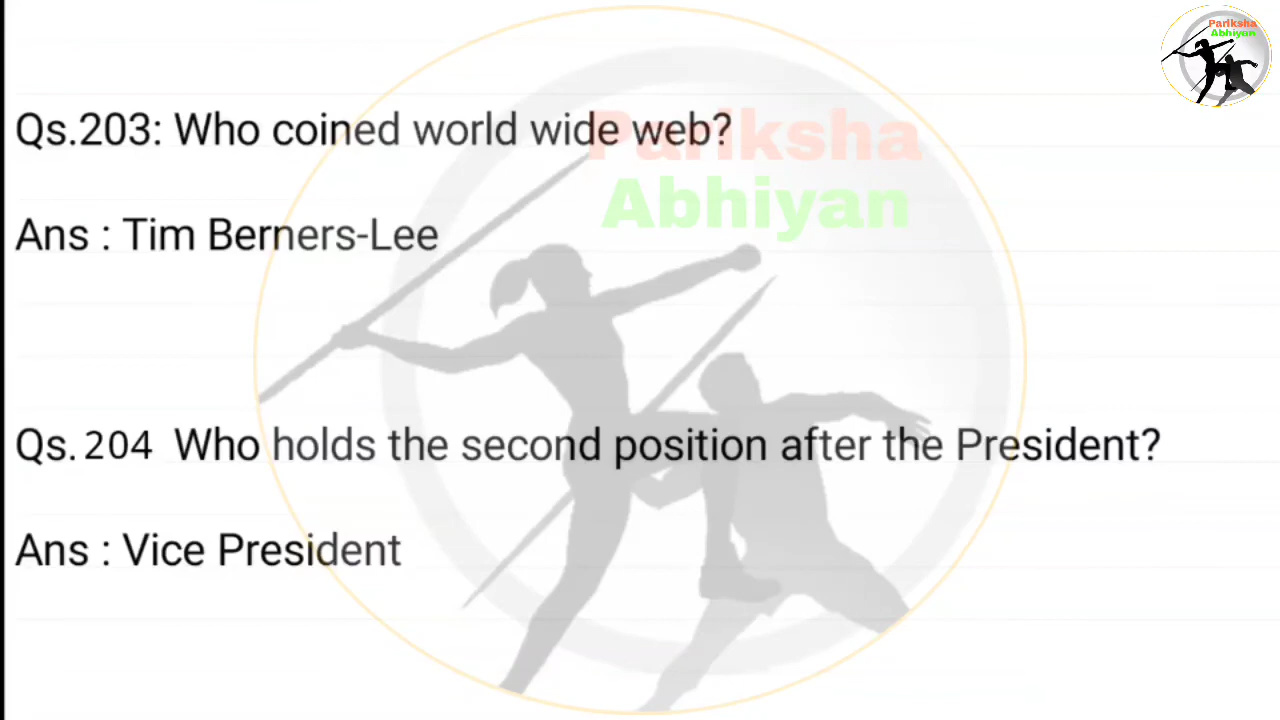 Pariksha
Abhiyan
Qs.203: Who coined world wide web?
Pariksha
Abhiyan
Ans : Tim Berners-Lee
Qs. 204 Who holds the second position after the President?
Ans : Vice President